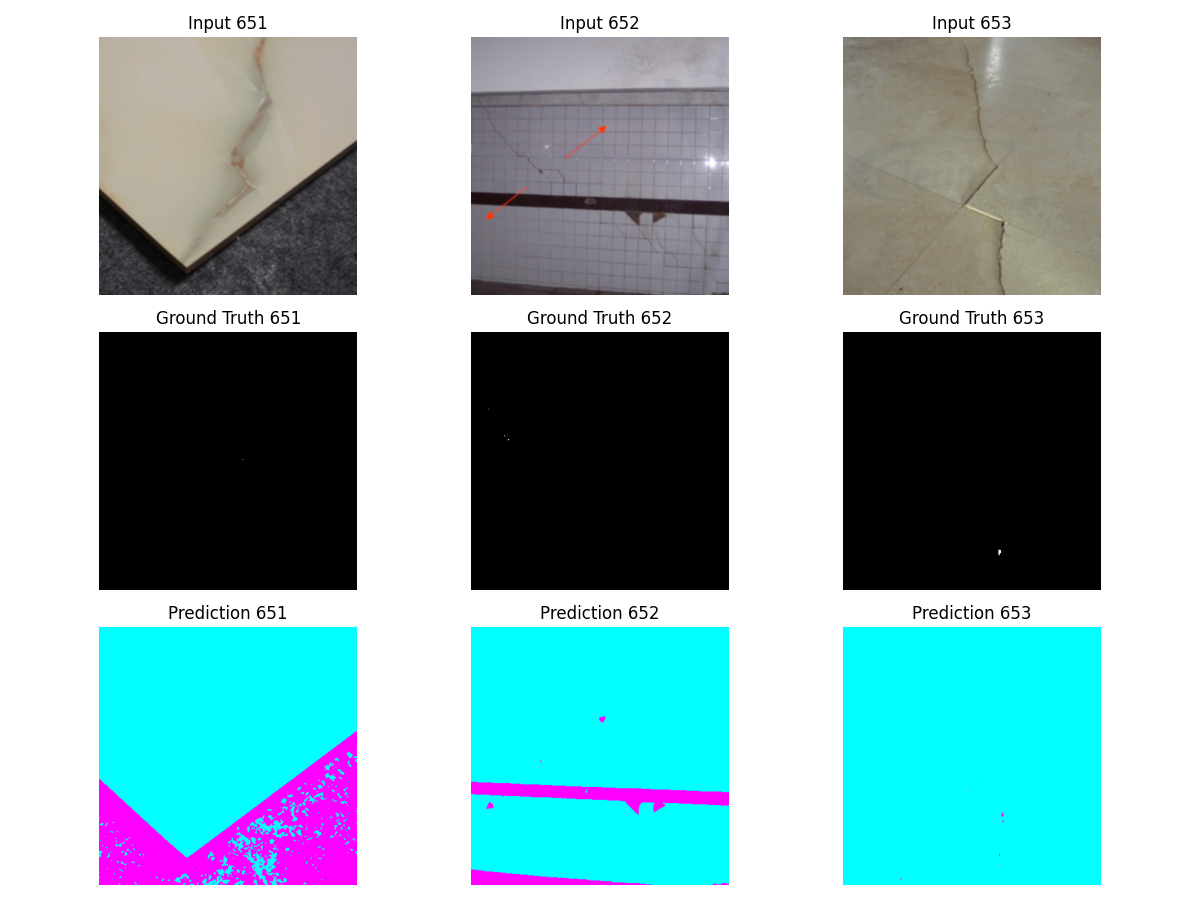 Input 651
Input 652
Input 653
Ground Truth 651
Ground Truth 652
Ground Truth 653
Prediction 651
Prediction 652
Prediction 653